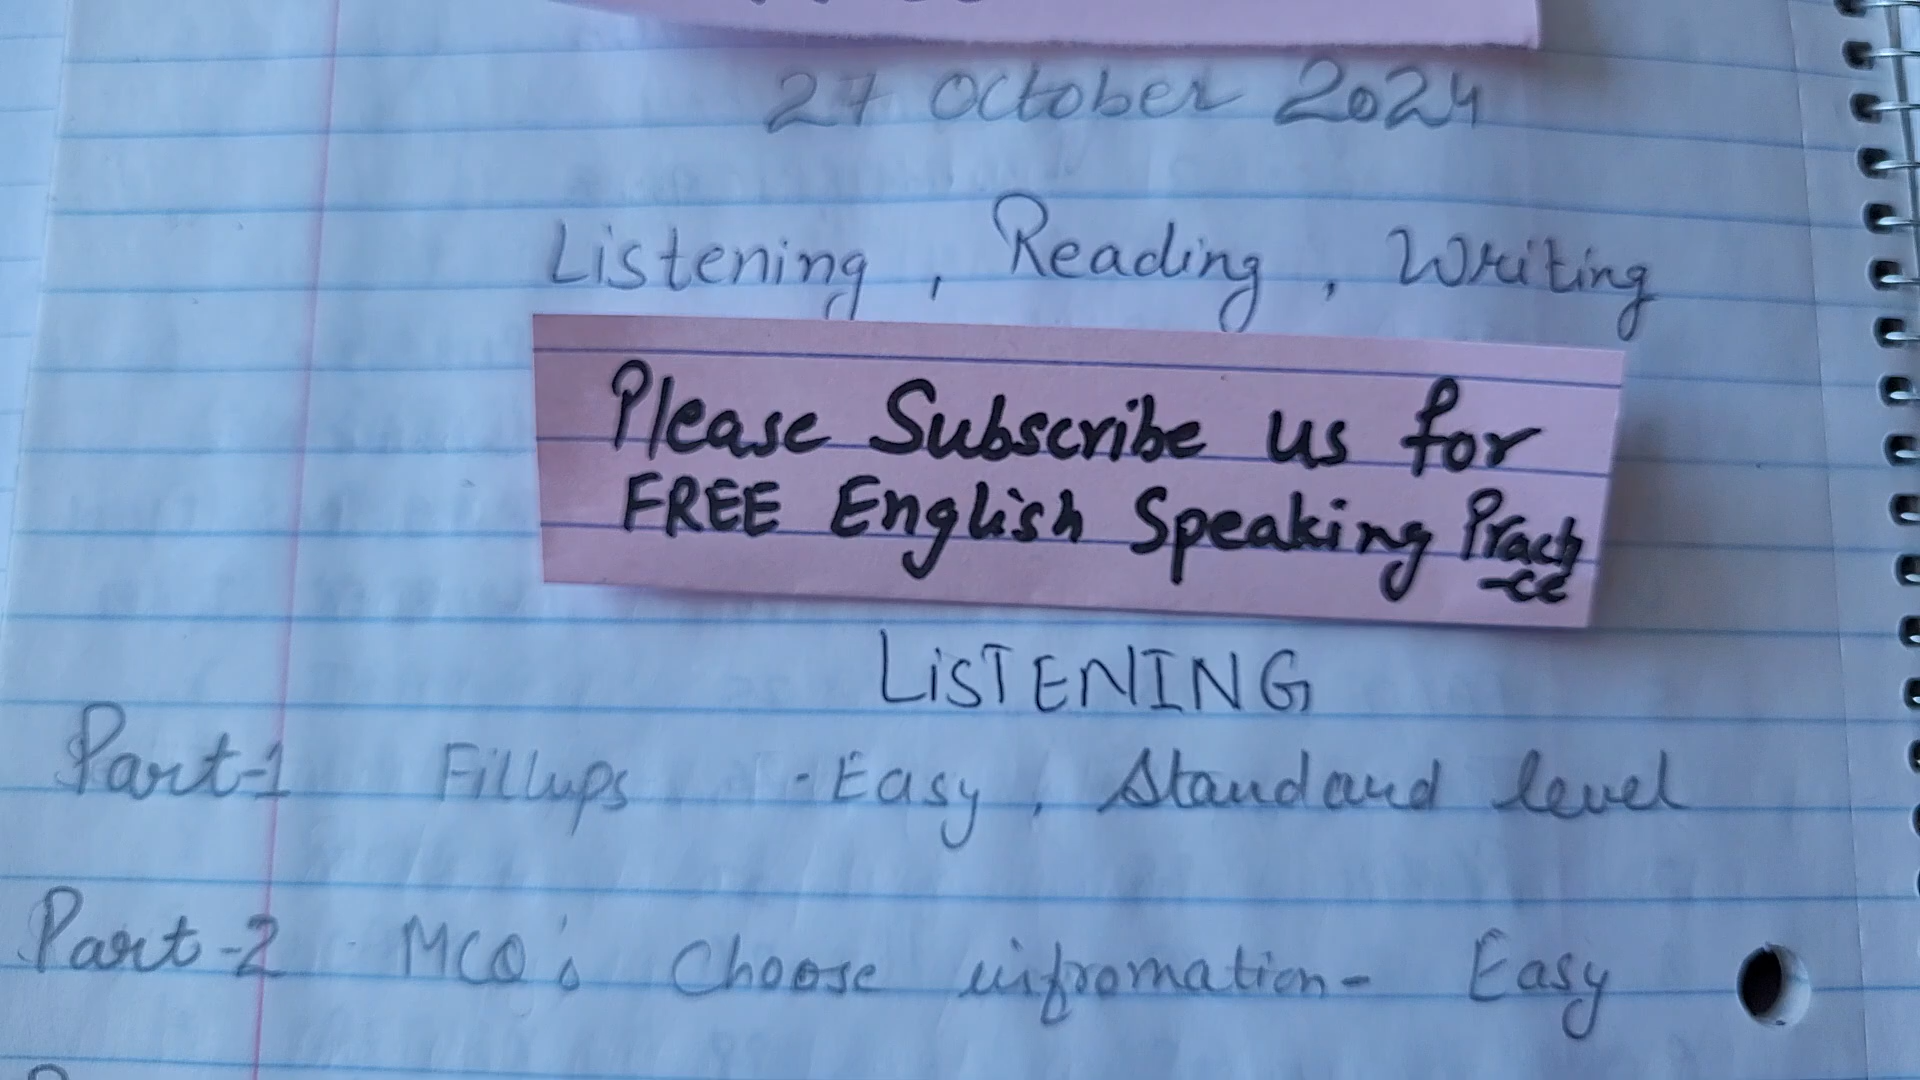 27 October 2024
Listening, Reading, Writing
Please Subscribe us for
FREE English Speaking Pract
-ce
LiSTENING
Part-1 Fillups - Easy, Standard level
Part-2 MCQ's Choose infromation - Easy